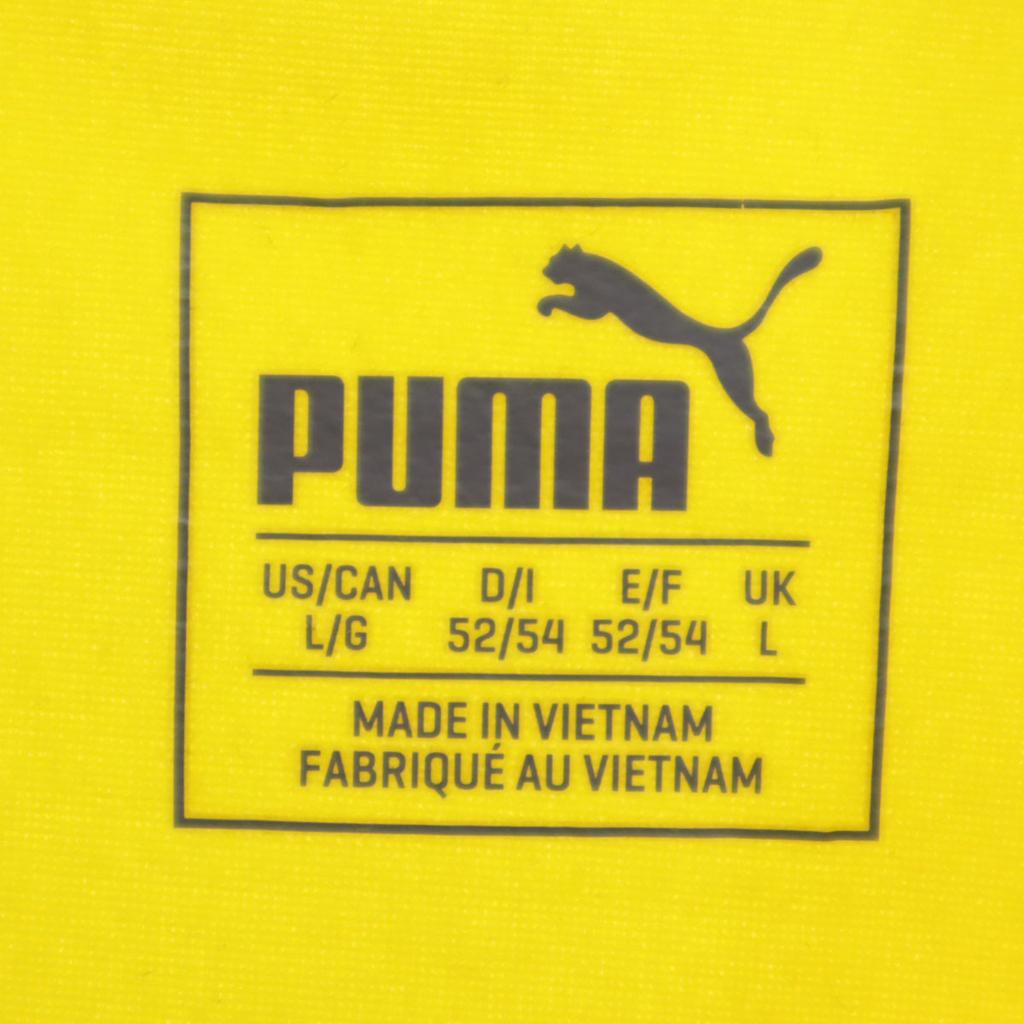 PUMA
US/CAN D/I E/F UK
L/G 52/54 52/54 L
MADE IN VIETNAM
FABRIQUÉ AU VIETNAM